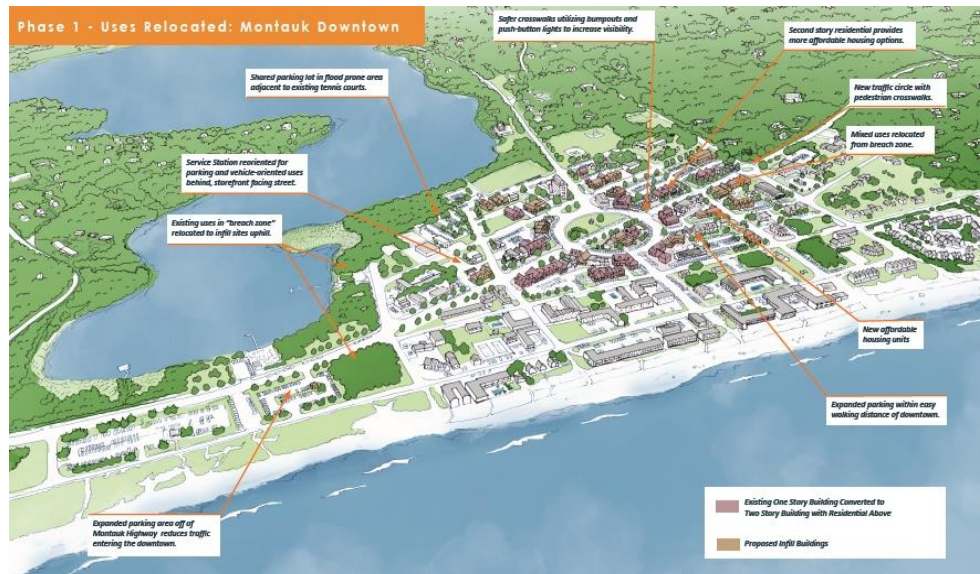 Phase 1 - Uses Relocated: Montauk Downtown
Safer crosswalks utilizing bumpouts and
push-button lights to increase visibility.
Second story residential provides
more affordable housing options.
Shared parking lot in flood prone area
adjacent to existing tennis courts.
New traffic circle with
pedestrian crosswalks.
Mixed uses relocated
from breach zone.
Service Station reoriented for
parking and vehicle-oriented uses
behind, storefront facing street.
Existing uses in "breach zone"
relocated to infill sites uphill.
New affordable
housing units
Expanded parking within easy
walking distance of downtown.
Expanded parking area off of
Montauk Highway reduces traffic
entering the downtown.
Existing One Story Building Converted to
Two Story Building with Residential Above
Proposed Infill Buildings